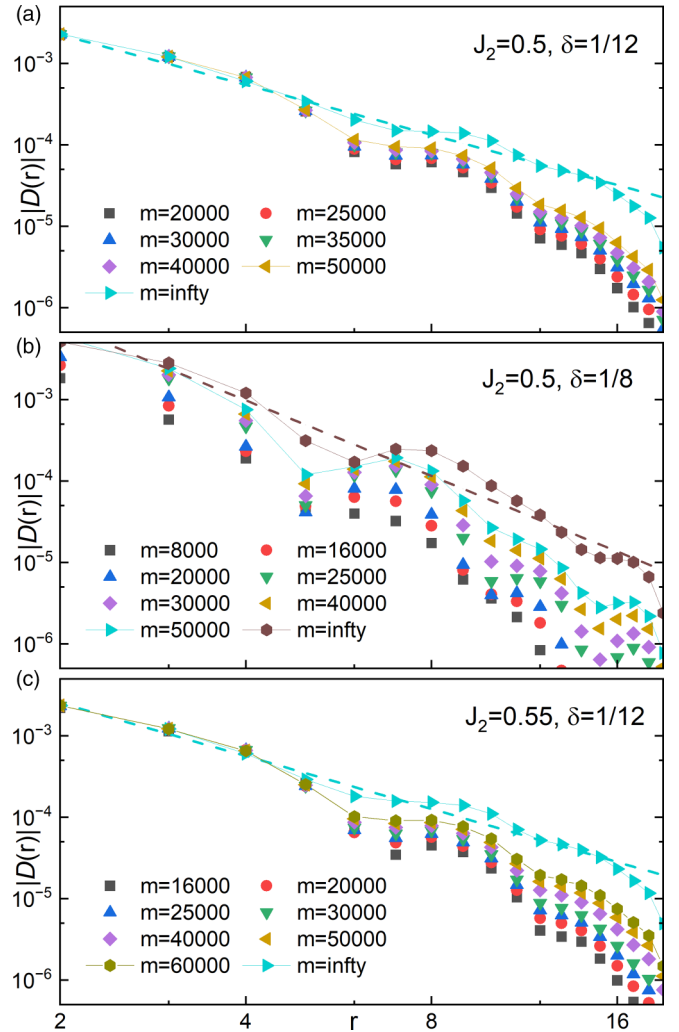 (a)
J2=0.5, δ=1/12
10-3
10-4
|D(r)|
m=20000 m=25000
m=30000 m=35000
10-5
m=40000 m=50000
m=infty
10-6
(b)
J2=0.5, δ=1/8
10-3
10-4
|D(r)|
m=8000 m=16000
10-5
m=20000 m=25000
m=30000 m=40000
m=50000 m=infty
10-6
(c)
J2=0.55, δ=1/12
10-3
10-4
|D(r)|
m=16000 m=20000
10-5
m=25000 m=30000
m=40000 m=50000
m=60000 m=infty
10-6
2 4 r 8 16